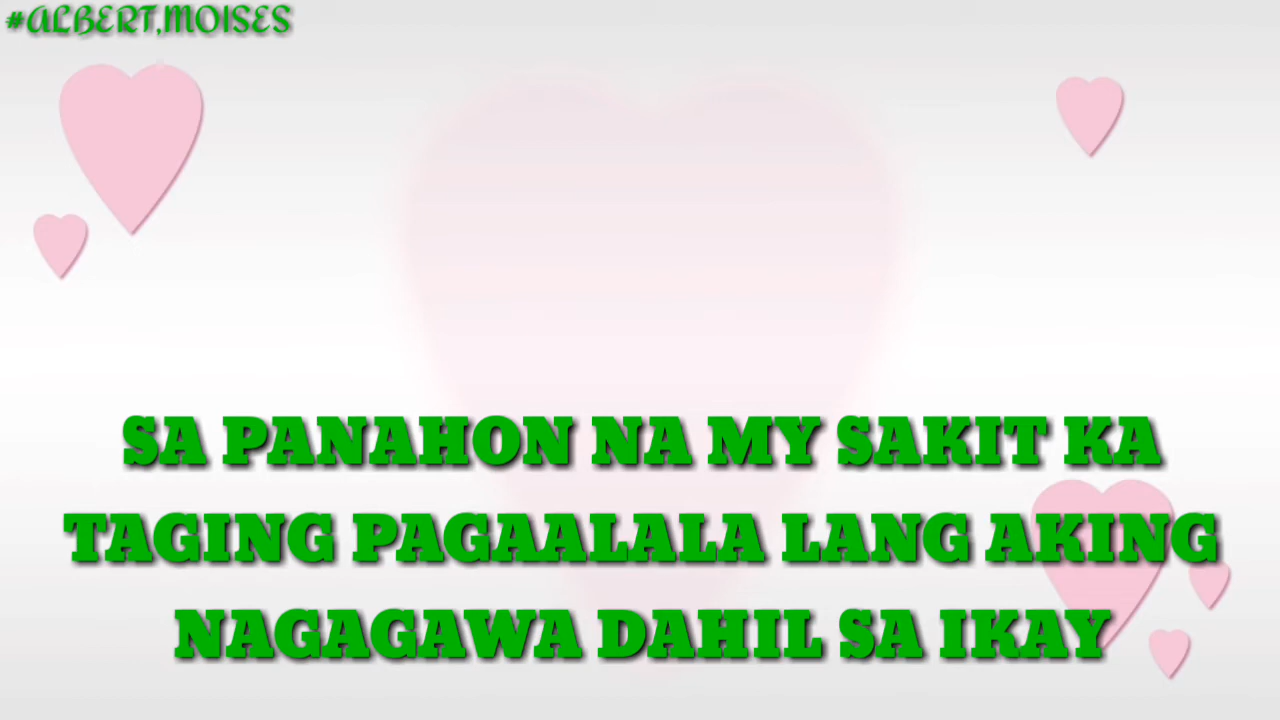 #ALBERT,MOISES
SA PANAHON NA MY SAKIT KA
TAGING PAGAALALA LANG AKING
NAGAGAWA DAHIL SA IKAY